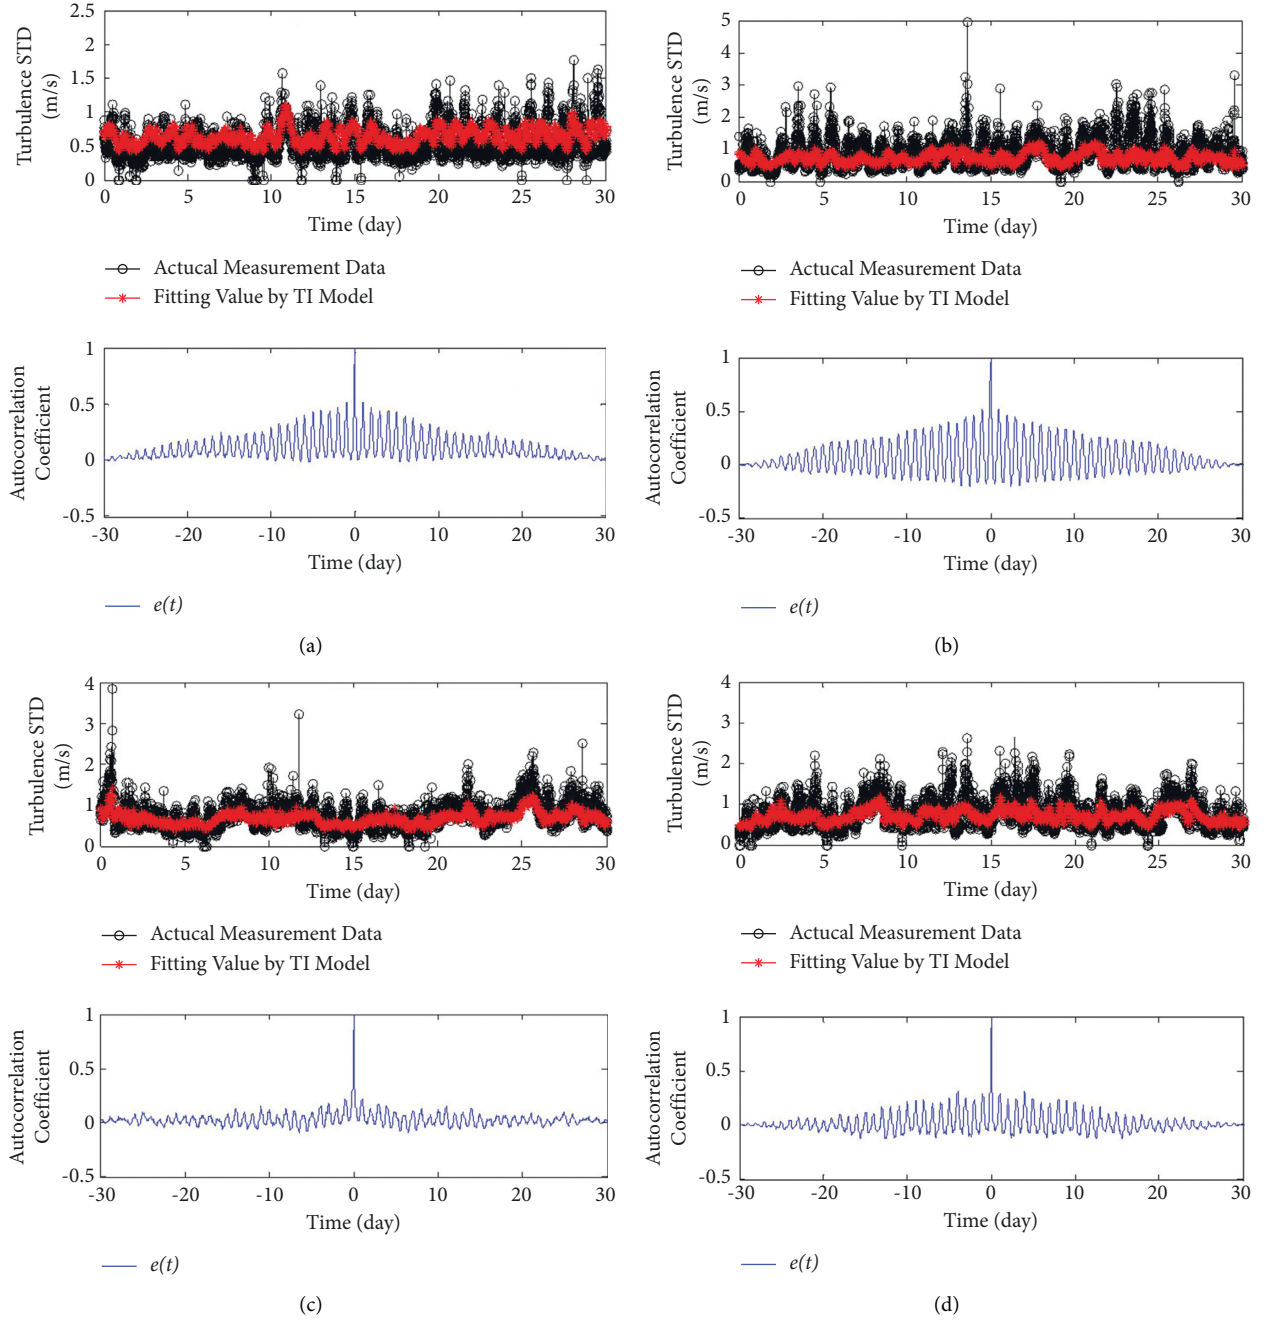 2.5
2
1.5
1
0.5
0
Turbulence STD
(m/s)
0 5 10 15 20 25 30
Time (day)
Actucal Measurement Data
Fitting Value by TI Model
1
0.5
0
-0.5
Autocorrelation
Coefficient
-30 -20 -10 0 10 20 30
Time (day)
e(t)
(a)
5
4
3
2
1
0
Turbulence STD
(m/s)
0 5 10 15 20 25 30
Time (day)
Actucal Measurement Data
Fitting Value by TI Model
1
0.5
0
-0.5
Autocorrelation
Coefficient
-30 -20 -10 0 10 20 30
Time (day)
e(t)
(b)
4
3
2
1
0
Turbulence STD
(m/s)
0 5 10 15 20 25 30
Time (day)
Actucal Measurement Data
Fitting Value by TI Model
1
0.5
0
-0.5
Autocorrelation
Coefficient
-30 -20 -10 0 10 20 30
Time (day)
e(t)
(c)
4
3
2
1
0
Turbulence STD
(m/s)
0 5 10 15 20 25 30
Time (day)
Actucal Measurement Data
Fitting Value by TI Model
1
0.5
0
-0.5
Autocorrelation
Coefficient
-30 -20 -10 0 10 20 30
Time (day)
e(t)
(d)